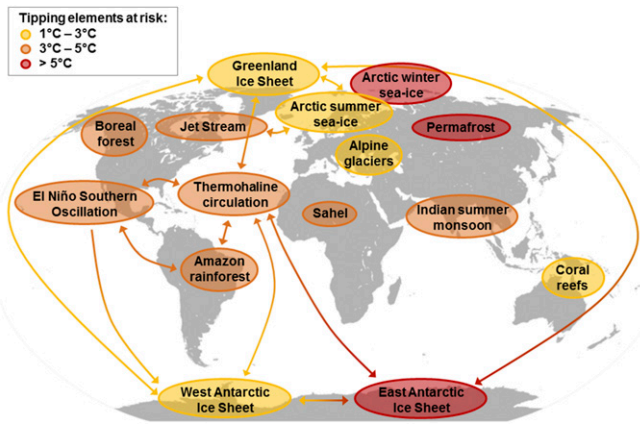 Tipping elements at risk:
1°C – 3°C
3°C – 5°C
> 5°C
Greenland
Ice Sheet
Arctic winter
sea-ice
Arctic summer
sea-ice
Boreal
forest
Jet Stream
Permafrost
Alpine
glaciers
El Niño Southern
Oscillation
Thermohaline
circulation
Sahel
Indian summer
monsoon
Amazon
rainforest
Coral
reefs
West Antarctic
Ice Sheet
East Antarctic
Ice Sheet